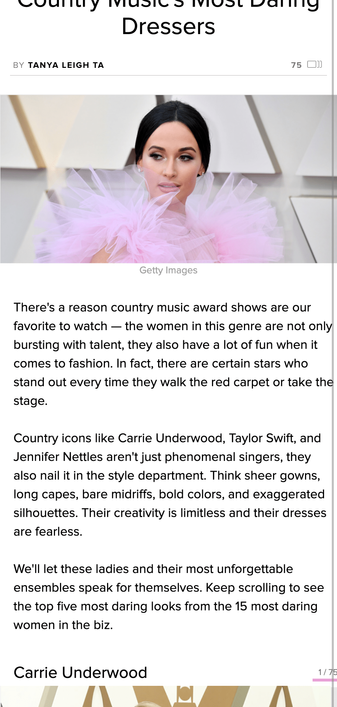 Country Music's Most Daring
Dressers
BY TANYA LEIGH TA
75
Getty Images
There's a reason country music award shows are our
favorite to watch — the women in this genre are not only
bursting with talent, they also have a lot of fun when it
comes to fashion. In fact, there are certain stars who
stand out every time they walk the red carpet or take the
stage.
Country icons like Carrie Underwood, Taylor Swift, and
Jennifer Nettles aren't just phenomenal singers, they
also nail it in the style department. Think sheer gowns,
long capes, bare midriffs, bold colors, and exaggerated
silhouettes. Their creativity is limitless and their dresses
are fearless.
We'll let these ladies and their most unforgettable
ensembles speak for themselves. Keep scrolling to see
the top five most daring looks from the 15 most daring
women in the biz.
Carrie Underwood
1/75